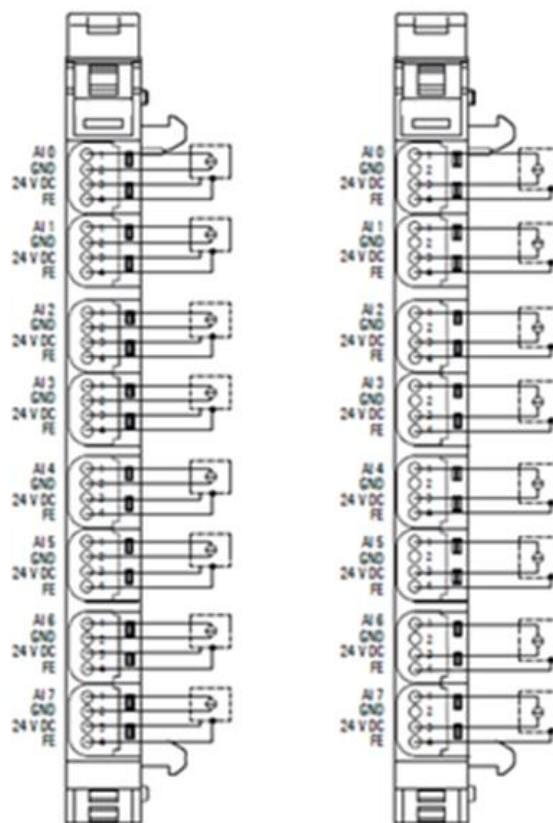 AI 0
GND
24 V DC
FE
AI 1
GND
24 V DC
FE
AI 2
GND
24 V DC
FE
AI 3
GND
24 V DC
FE
AI 4
GND
24 V DC
FE
AI 5
GND
24 V DC
FE
AI 6
GND
24 V DC
FE
AI 7
GND
24 V DC
FE
AI 0
GND
24 V DC
FE
AI 1
GND
24 V DC
FE
AI 2
GND
24 V DC
FE
AI 3
GND
24 V DC
FE
AI 4
GND
24 V DC
FE
AI 5
GND
24 V DC
FE
AI 6
GND
24 V DC
FE
AI 7
GND
24 V DC
FE